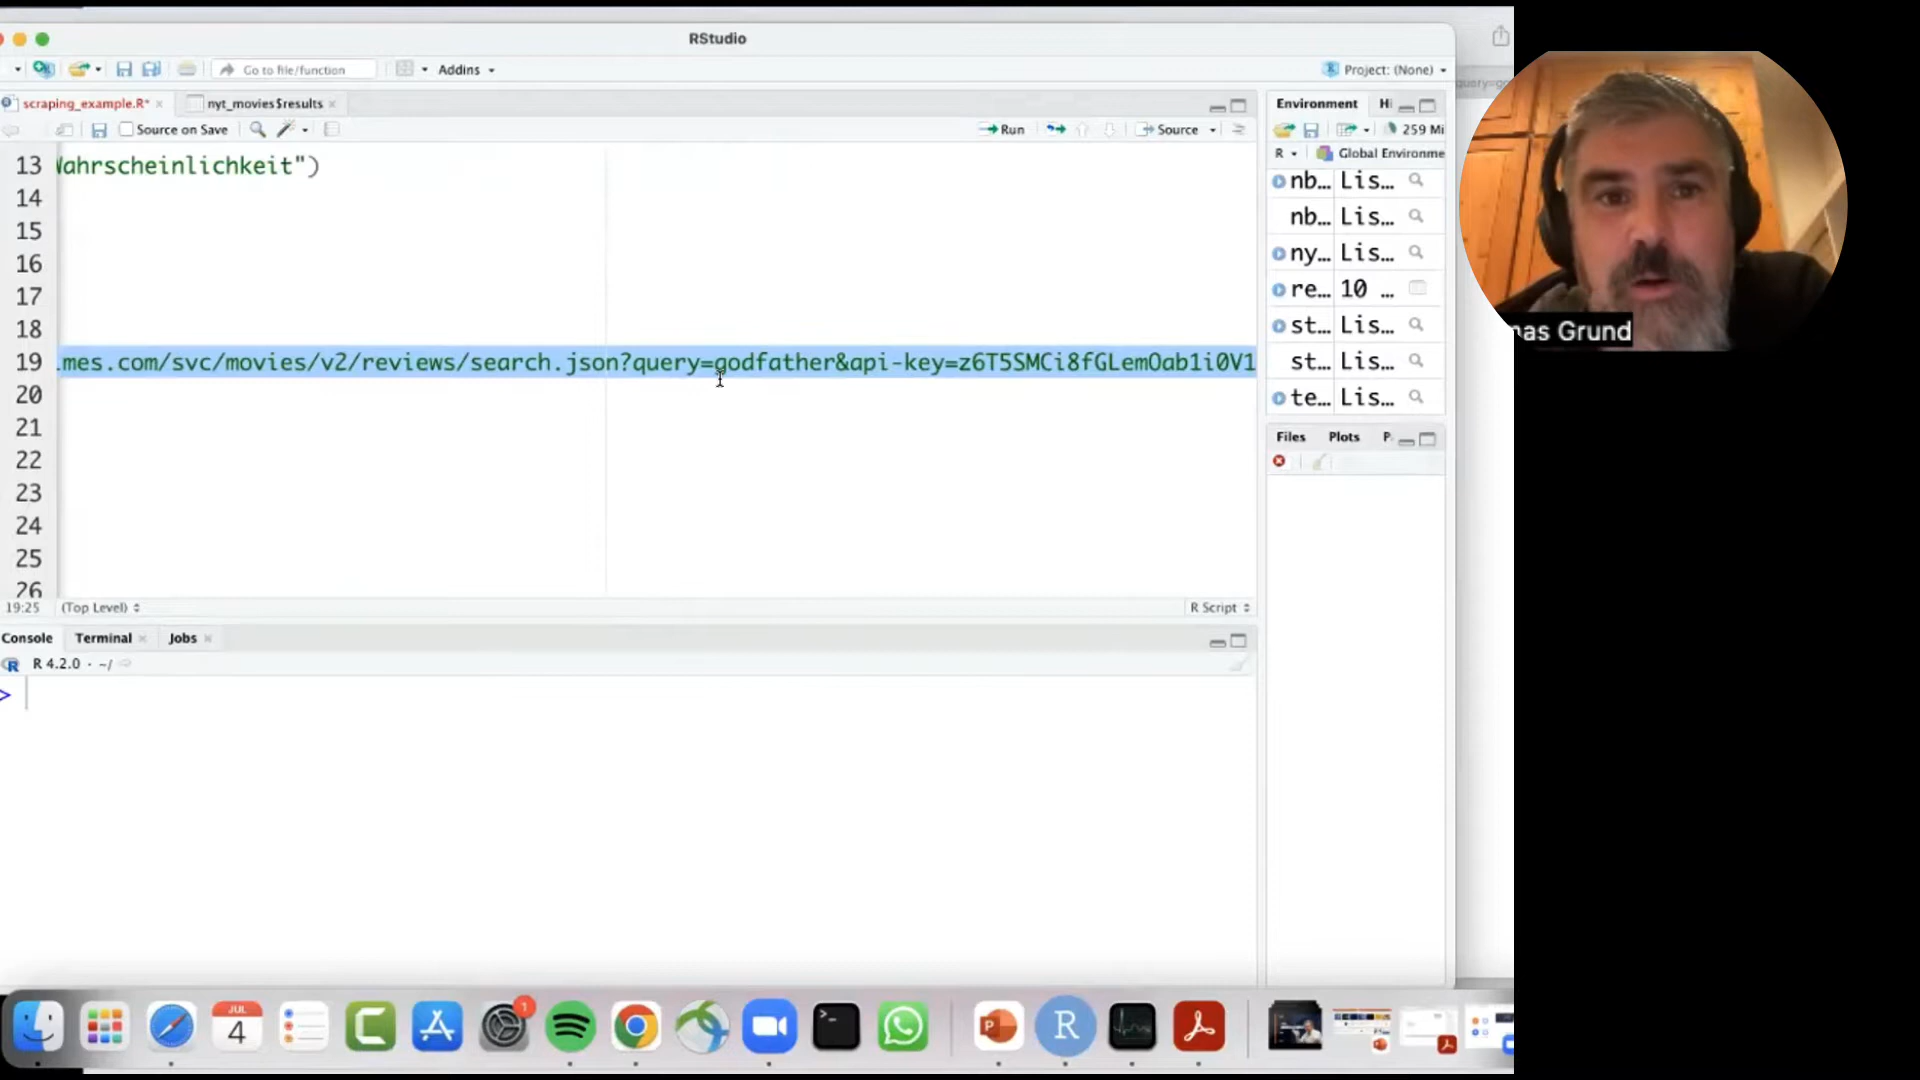 RStudio
Go to file/function
Addins
Project: (None)
scraping_example.R*
nyt_movies$results
Source on Save
Run
Source
Environment
Hi
259 Mi
R
Global Environme
13 Wahrscheinlichkeit")
14
15
16
17
18
19 .mes.com/svc/movies/v2/reviews/search.json?query=godfather&api-key=z6T5SMCi8fGLemOab1i0V1
20
21
22
23
24
25
26
nb... Lis...
nb... Lis...
ny... Lis...
re... 10 ...
st... Lis...
st... Lis...
te... Lis...
Files
Plots
P
19:25
(Top Level)
R Script
Console
Terminal
Jobs
R 4.2.0 · ~/
>
mas Grund
JUL
4
1